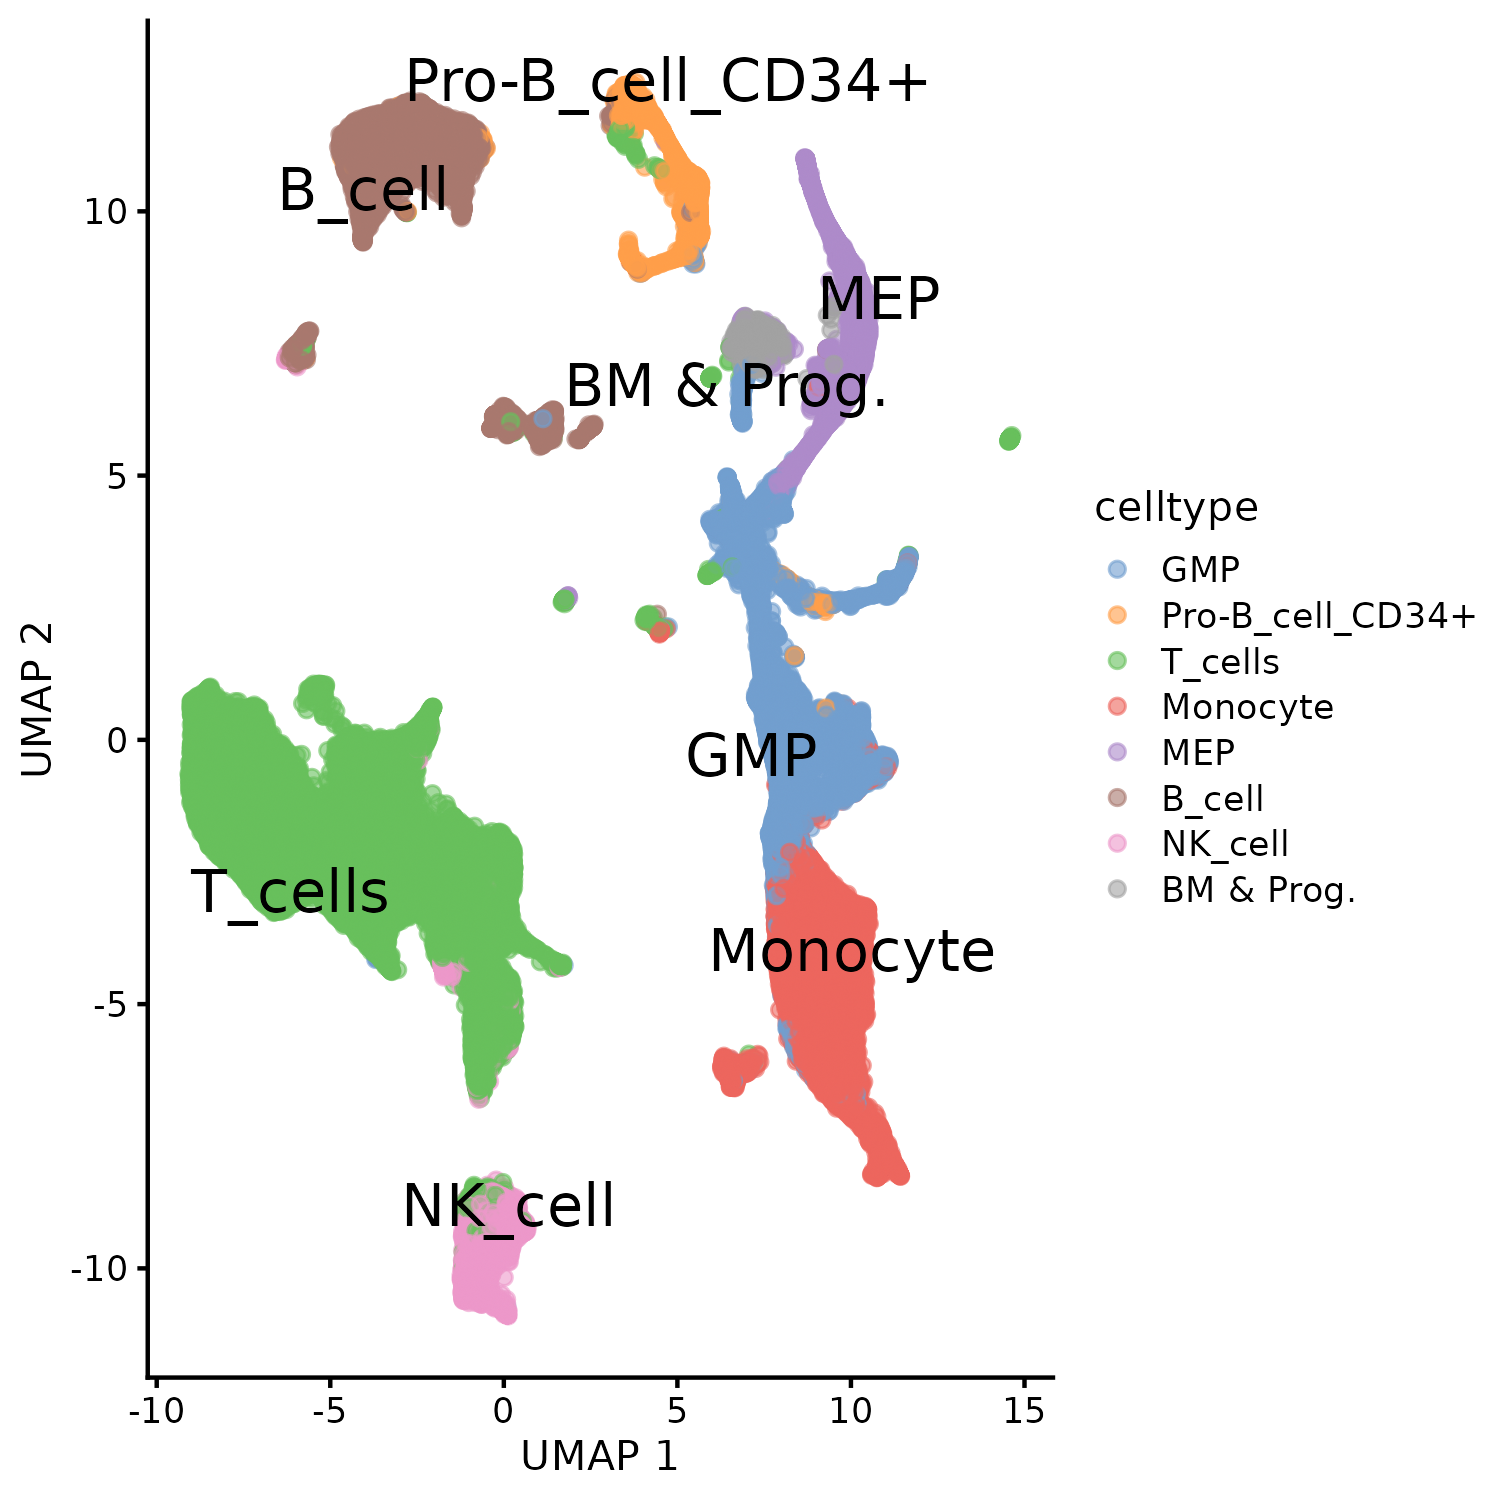 Pro-B_cell_CD34+
B_cell
MEP
BM & Prog.
GMP
T_cells
Monocyte
NK_cell
10
5
0
-5
-10
UMAP 2
-10 -5 0 5 10 15
UMAP 1
celltype
GMP
Pro-B_cell_CD34+
T_cells
Monocyte
MEP
B_cell
NK_cell
BM & Prog.